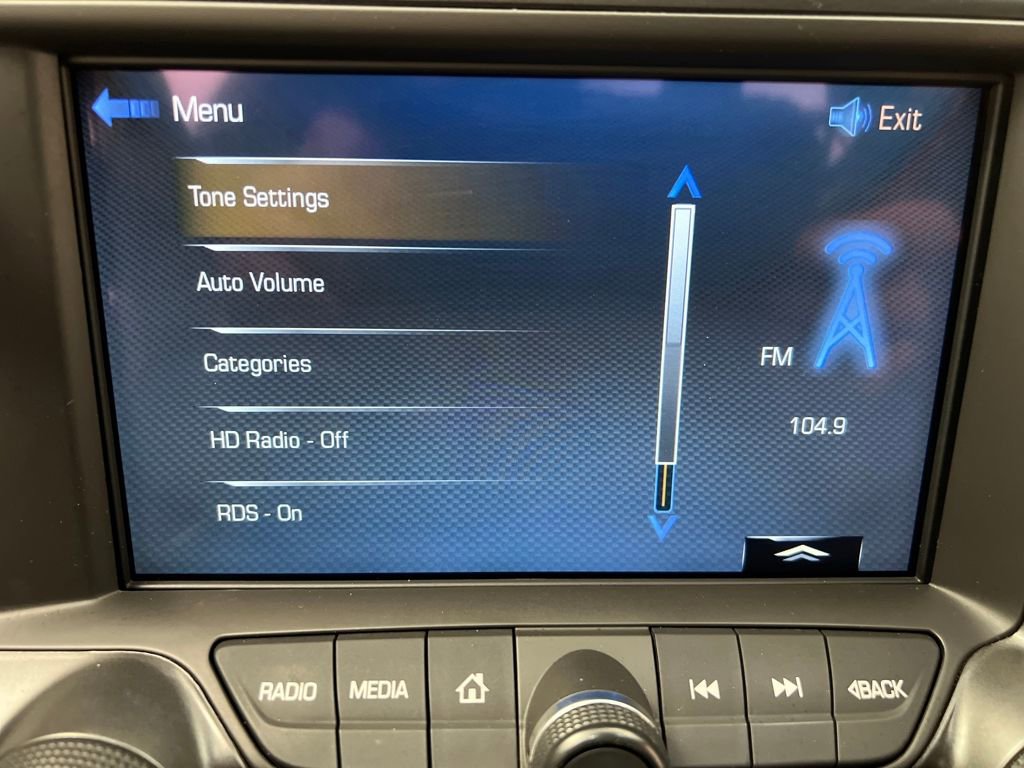 Menu
Exit
Tone Settings
Auto Volume
Categories
FM
104.9
HD Radio - Off
RDS - On
RADIO
MEDIA
BACK